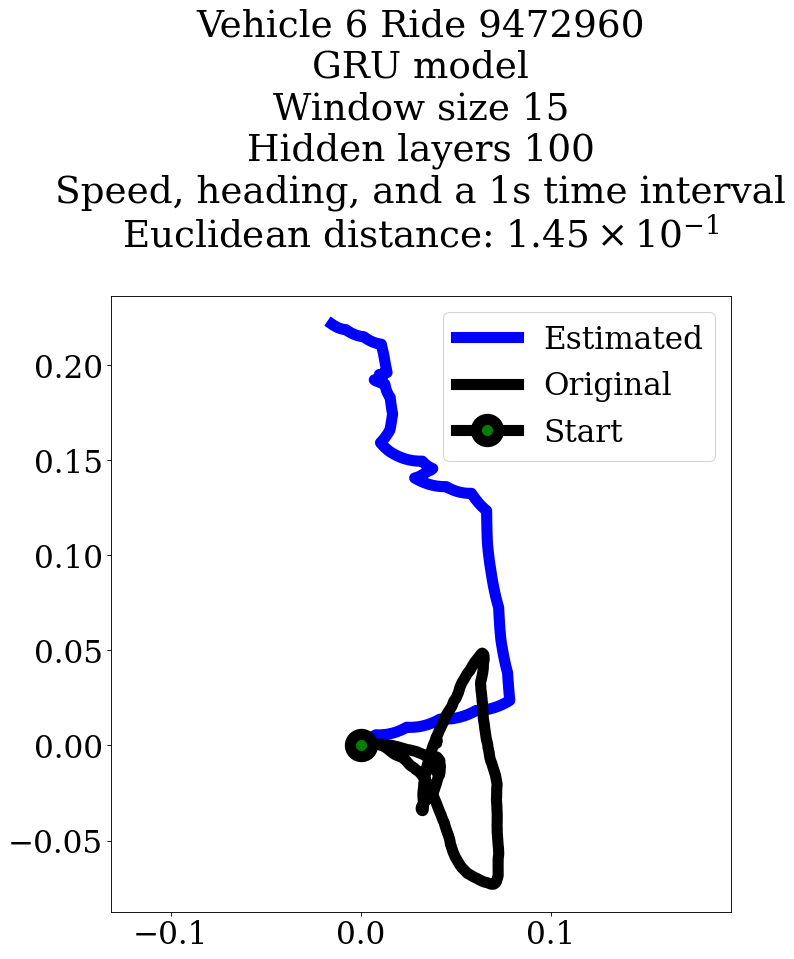 Vehicle 6 Ride 9472960
GRU model
Window size 15
Hidden layers 100
Speed, heading, and a 1s time interval
Euclidean distance: 1.45 × 10⁻¹
Estimated
Original
Start
0.20
0.15
0.10
0.05
0.00
−0.05
−0.1
0.0
0.1